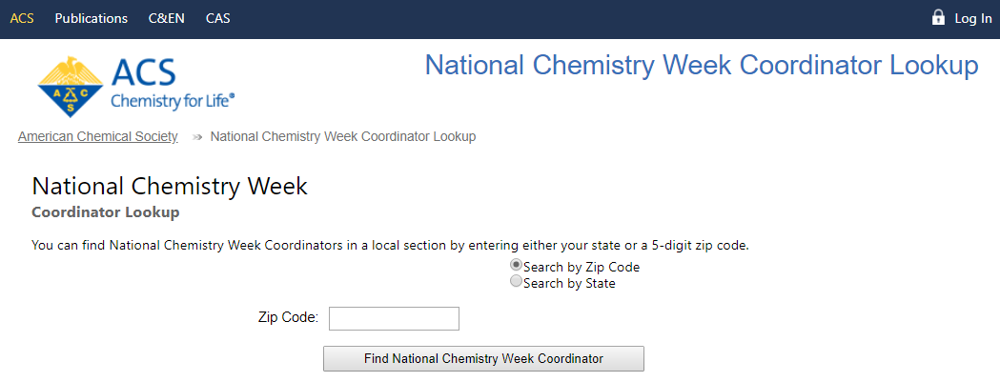 ACS Publications C&EN CAS Log In
ACS
Chemistry for Life®
A C S
National Chemistry Week Coordinator Lookup
American Chemical Society » National Chemistry Week Coordinator Lookup
National Chemistry Week
Coordinator Lookup
You can find National Chemistry Week Coordinators in a local section by entering either your state or a 5-digit zip code.
Search by Zip Code
Search by State
Zip Code:
Find National Chemistry Week Coordinator